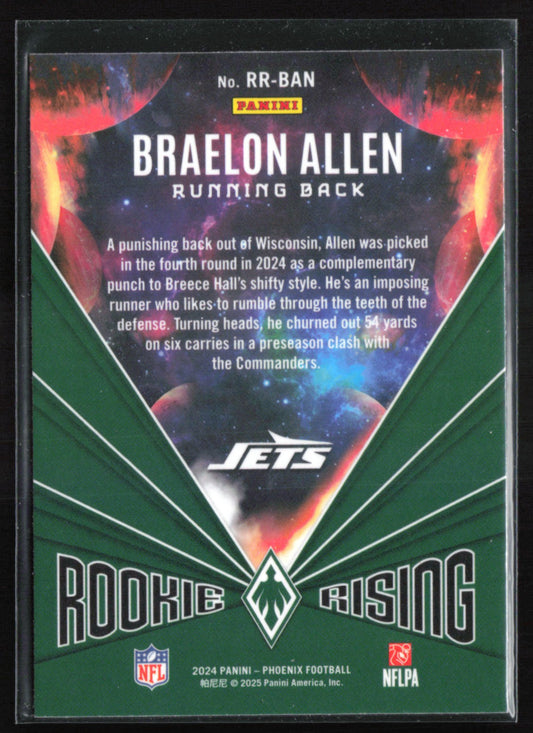 No. RR-BAN
PANINI
BRAELON ALLEN
RUNNING BACK
A punishing back out of Wisconsin, Allen was picked
in the fourth round in 2024 as a complementary
punch to Breece Hall's shifty style. He's an imposing
runner who likes to rumble through the teeth of the
defense. Turning heads, he churned out 54 yards
on six carries in a preseason clash with
the Commanders.
JETS
ROOKIE RISING
NFL
2024 PANINI – PHOENIX FOOTBALL
帕尼尼 © 2025 Panini America, Inc.
NFLPA